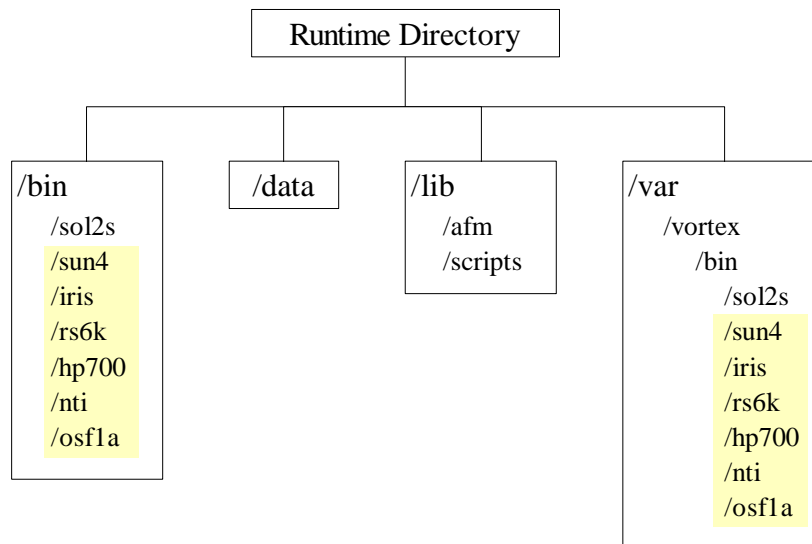 Runtime Directory
/bin
/sol2s
/sun4
/iris
/rs6k
/hp700
/nti
/osf1a
/data
/lib
/afm
/scripts
/var
/vortex
/bin
/sol2s
/sun4
/iris
/rs6k
/hp700
/nti
/osf1a